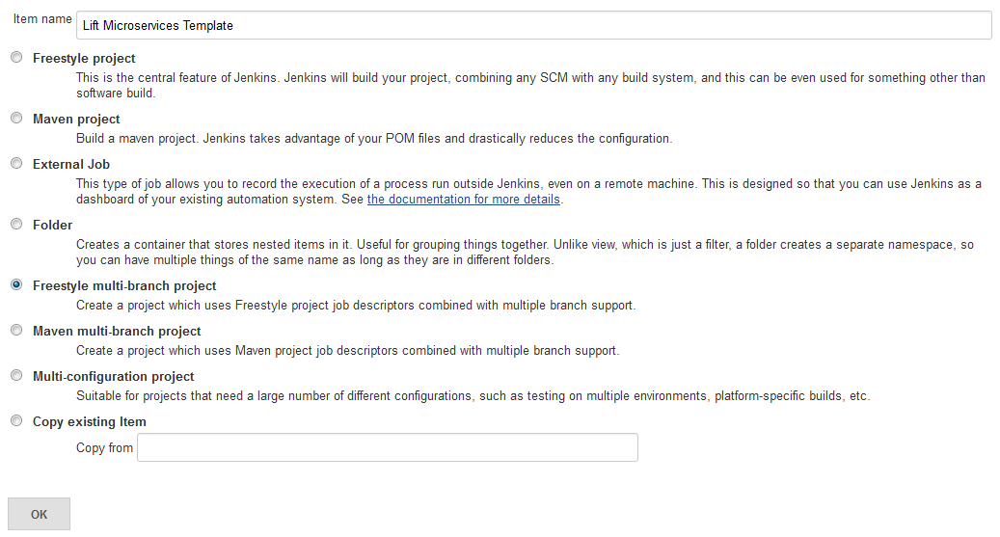 Item name
Lift Microservices Template
Freestyle project
This is the central feature of Jenkins. Jenkins will build your project, combining any SCM with any build system, and this can be even used for something other than
software build.
Maven project
Build a maven project. Jenkins takes advantage of your POM files and drastically reduces the configuration.
External Job
This type of job allows you to record the execution of a process run outside Jenkins, even on a remote machine. This is designed so that you can use Jenkins as a
dashboard of your existing automation system. See the documentation for more details.
Folder
Creates a container that stores nested items in it. Useful for grouping things together. Unlike view, which is just a filter, a folder creates a separate namespace, so
you can have multiple things of the same name as long as they are in different folders.
Freestyle multi-branch project
Create a project which uses Freestyle project job descriptors combined with multiple branch support.
Maven multi-branch project
Create a project which uses Maven project job descriptors combined with multiple branch support.
Multi-configuration project
Suitable for projects that need a large number of different configurations, such as testing on multiple environments, platform-specific builds, etc.
Copy existing Item
Copy from
OK